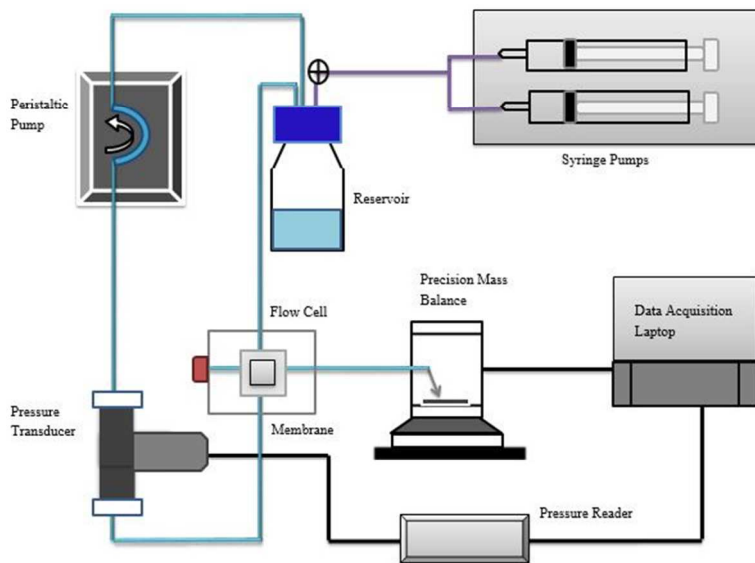 Peristaltic
Pump
Syringe Pumps
Reservoir
Precision Mass
Balance
Data Acquisition
Laptop
Flow Cell
Pressure
Transducer
Membrane
Pressure Reader